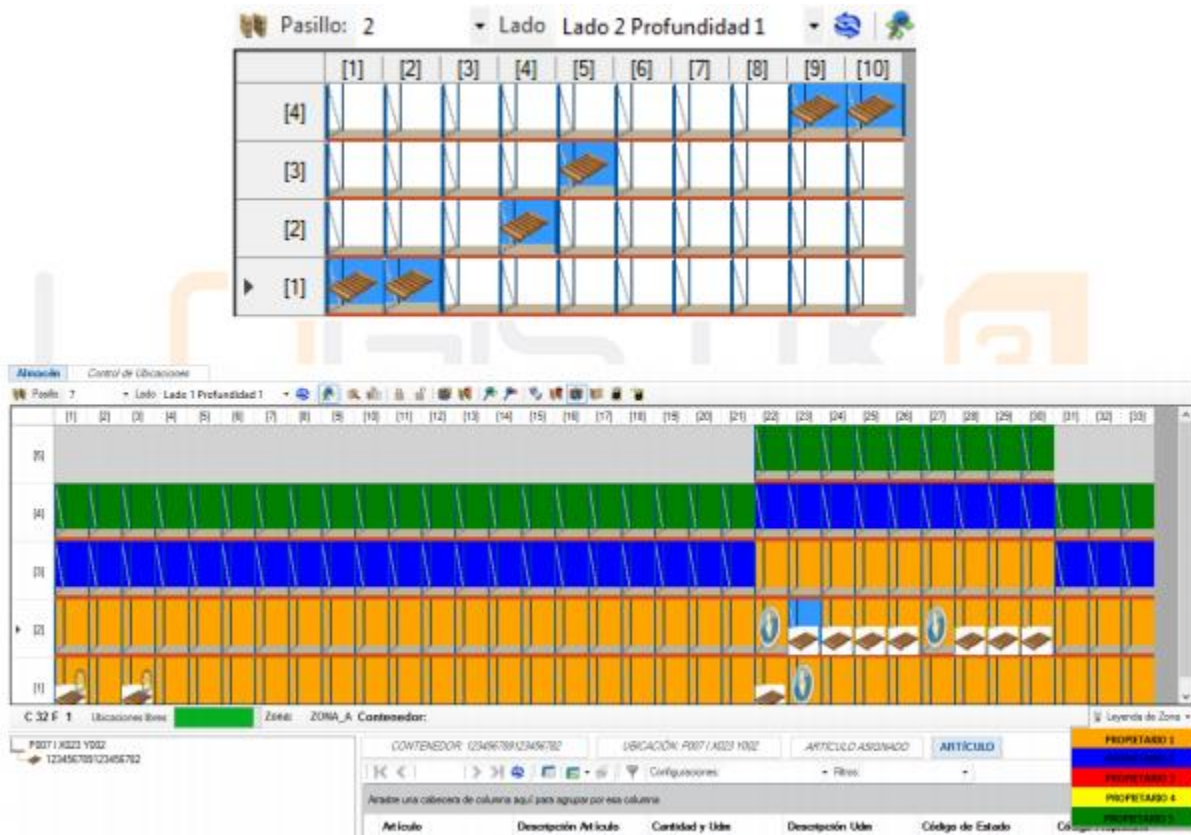 Pasillo: 2 Lado Lado 2 Profundidad 1
[1] [2] [3] [4] [5] [6] [7] [8] [9] [10]
[4]
[3]
[2]
[1]
LOGISTIK
Almacén Control de Ubicaciones
Pasillo 7 Lado Lado 1 Profundidad 1
[1] [2] [3] [4] [5] [6] [7] [8] [9] [10] [11] [12] [13] [14] [15] [16] [17] [18] [19] [20] [21] [22] [23] [24] [25] [26] [27] [28] [29] [30] [31] [32] [33]
[5]
[4]
[3]
[2]
[1]
C 32 F 1 Ubicaciones libres Zona: ZONA_A Contenedor: Leyenda de Zona
P007 I X023 Y002
123456789123456782
CONTENEDOR: 123456789123456782 UBICACIÓN: P007 I X023 Y002 ARTÍCULO ASIGNADO ARTÍCULO
Configuraciones: Filtros:
Arrastre una cabecera de columna aquí para agrupar por esa columna
Artículo Descripción Artículo Cantidad y Udm Descripción Udm Código de Estado
PROPIETARIO 1
PROPIETARIO 3
PROPIETARIO 4
PROPIETARIO 5